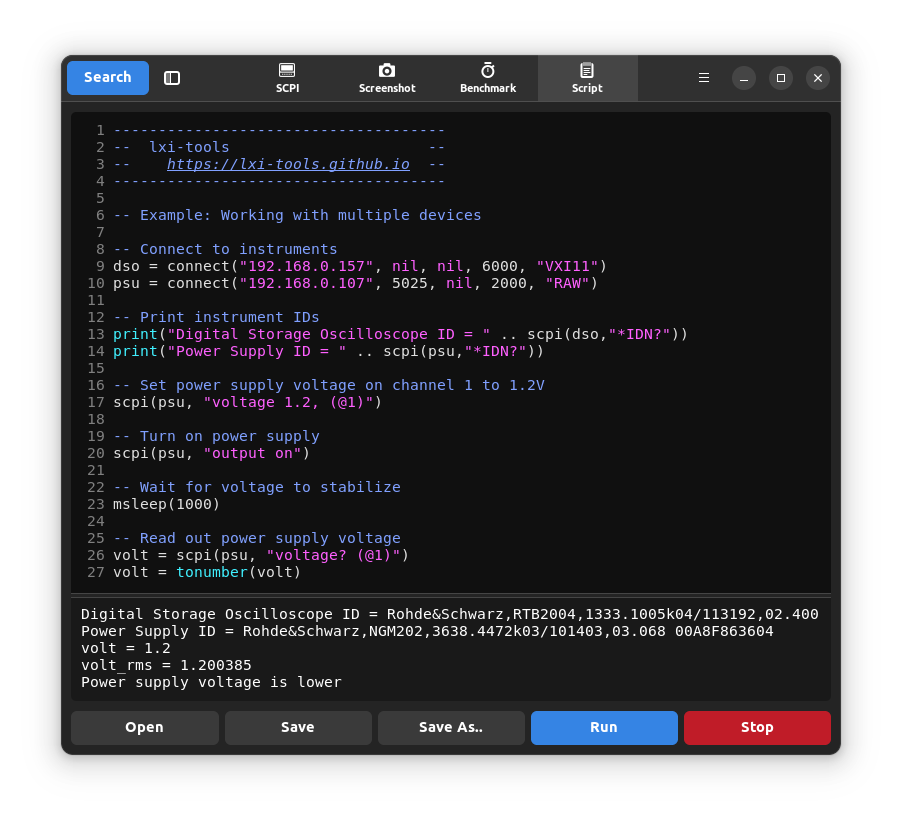 Search
SCPI Screenshot Benchmark Script
1 -------------------------------------
2 --  lxi-tools                      --
3 --    https://lxi-tools.github.io  --
4 -------------------------------------
5
6 -- Example: Working with multiple devices
7
8 -- Connect to instruments
9 dso = connect("192.168.0.157", nil, nil, 6000, "VXI11")
10 psu = connect("192.168.0.107", 5025, nil, 2000, "RAW")
11
12 -- Print instrument IDs
13 print("Digital Storage Oscilloscope ID = " .. scpi(dso,"*IDN?"))
14 print("Power Supply ID = " .. scpi(psu,"*IDN?"))
15
16 -- Set power supply voltage on channel 1 to 1.2V
17 scpi(psu, "voltage 1.2, (@1)")
18
19 -- Turn on power supply
20 scpi(psu, "output on")
21
22 -- Wait for voltage to stabilize
23 msleep(1000)
24
25 -- Read out power supply voltage
26 volt = scpi(psu, "voltage? (@1)")
27 volt = tonumber(volt)
Digital Storage Oscilloscope ID = Rohde&Schwarz,RTB2004,1333.1005k04/113192,02.400
Power Supply ID = Rohde&Schwarz,NGM202,3638.4472k03/101403,03.068 00A8F863604
volt = 1.2
volt_rms = 1.200385
Power supply voltage is lower
Open Save Save As.. Run Stop